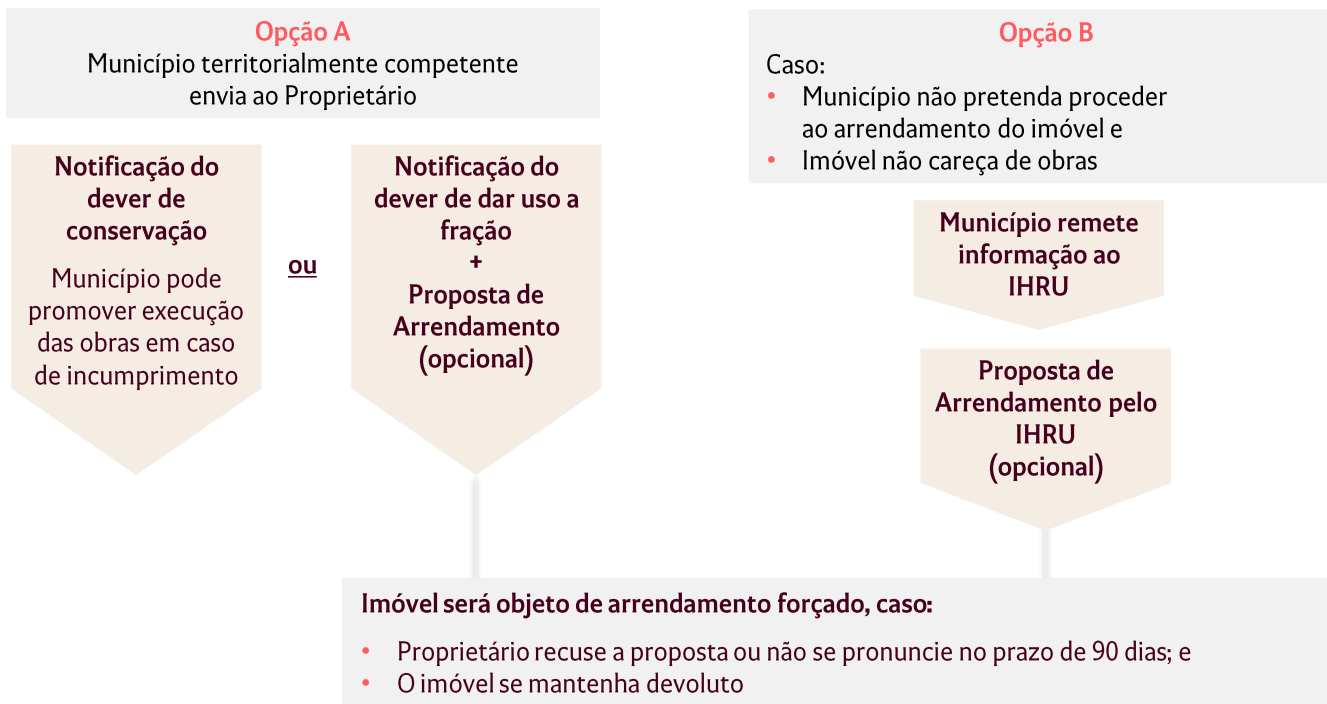 Opção A
Município territorialmente competente
envia ao Proprietário
Notificação do
dever de
conservação
Município pode
promover execução
das obras em caso
de incumprimento
ou
Notificação do
dever de dar uso a
fração
+
Proposta de
Arrendamento
(opcional)
Opção B
Caso:
• Município não pretenda proceder
ao arrendamento do imóvel e
• Imóvel não careça de obras
Município remete
informação ao
IHRU
Proposta de
Arrendamento pelo
IHRU
(opcional)
Imóvel será objeto de arrendamento forçado, caso:
• Proprietário recuse a proposta ou não se pronuncie no prazo de 90 dias; e
• O imóvel se mantenha devoluto